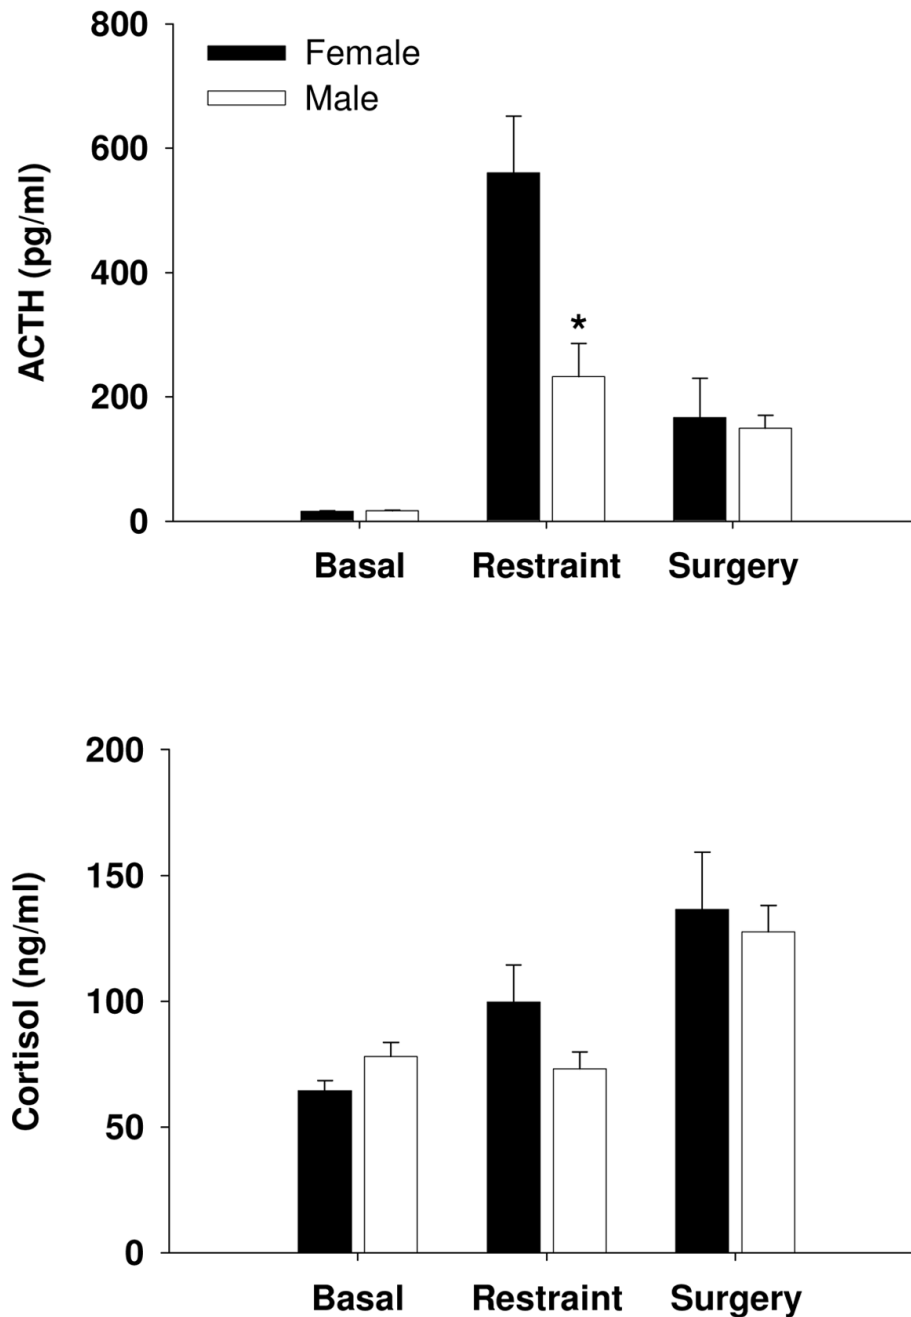 800
Female
Male
600
ACTH (pg/ml)
400
*
200
0
Basal Restraint Surgery
200
150
Cortisol (ng/ml)
100
50
0
Basal Restraint Surgery